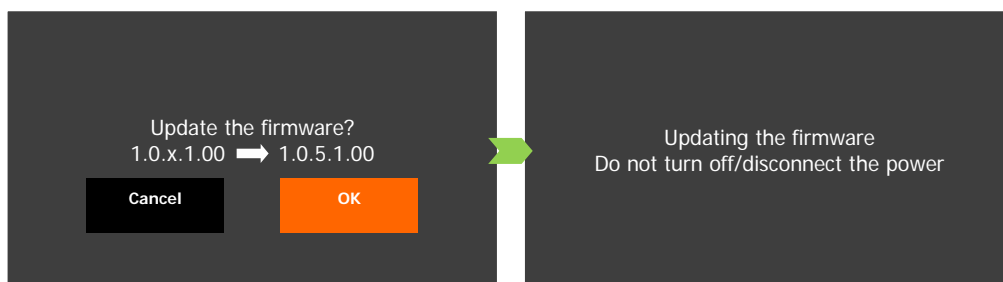 Update the firmware?
1.0.x.1.00 → 1.0.5.1.00
Cancel
OK
Updating the firmware
Do not turn off/disconnect the power